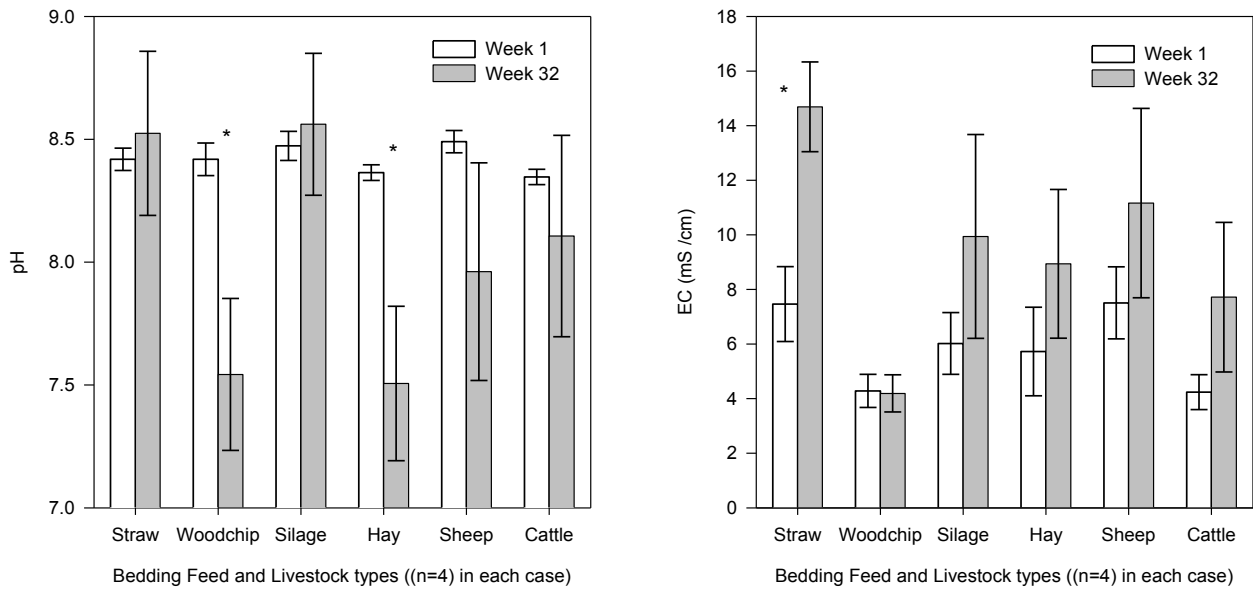 9.0
8.5
8.0
7.5
7.0
pH
Week 1
Week 32
*
*
Straw Woodchip Silage Hay Sheep Cattle
Bedding Feed and Livestock types ((n=4) in each case)
18
16
14
12
10
8
6
4
2
0
EC (mS /cm)
Week 1
Week 32
*
Straw Woodchip Silage Hay Sheep Cattle
Bedding Feed and Livestock types ((n=4) in each case)